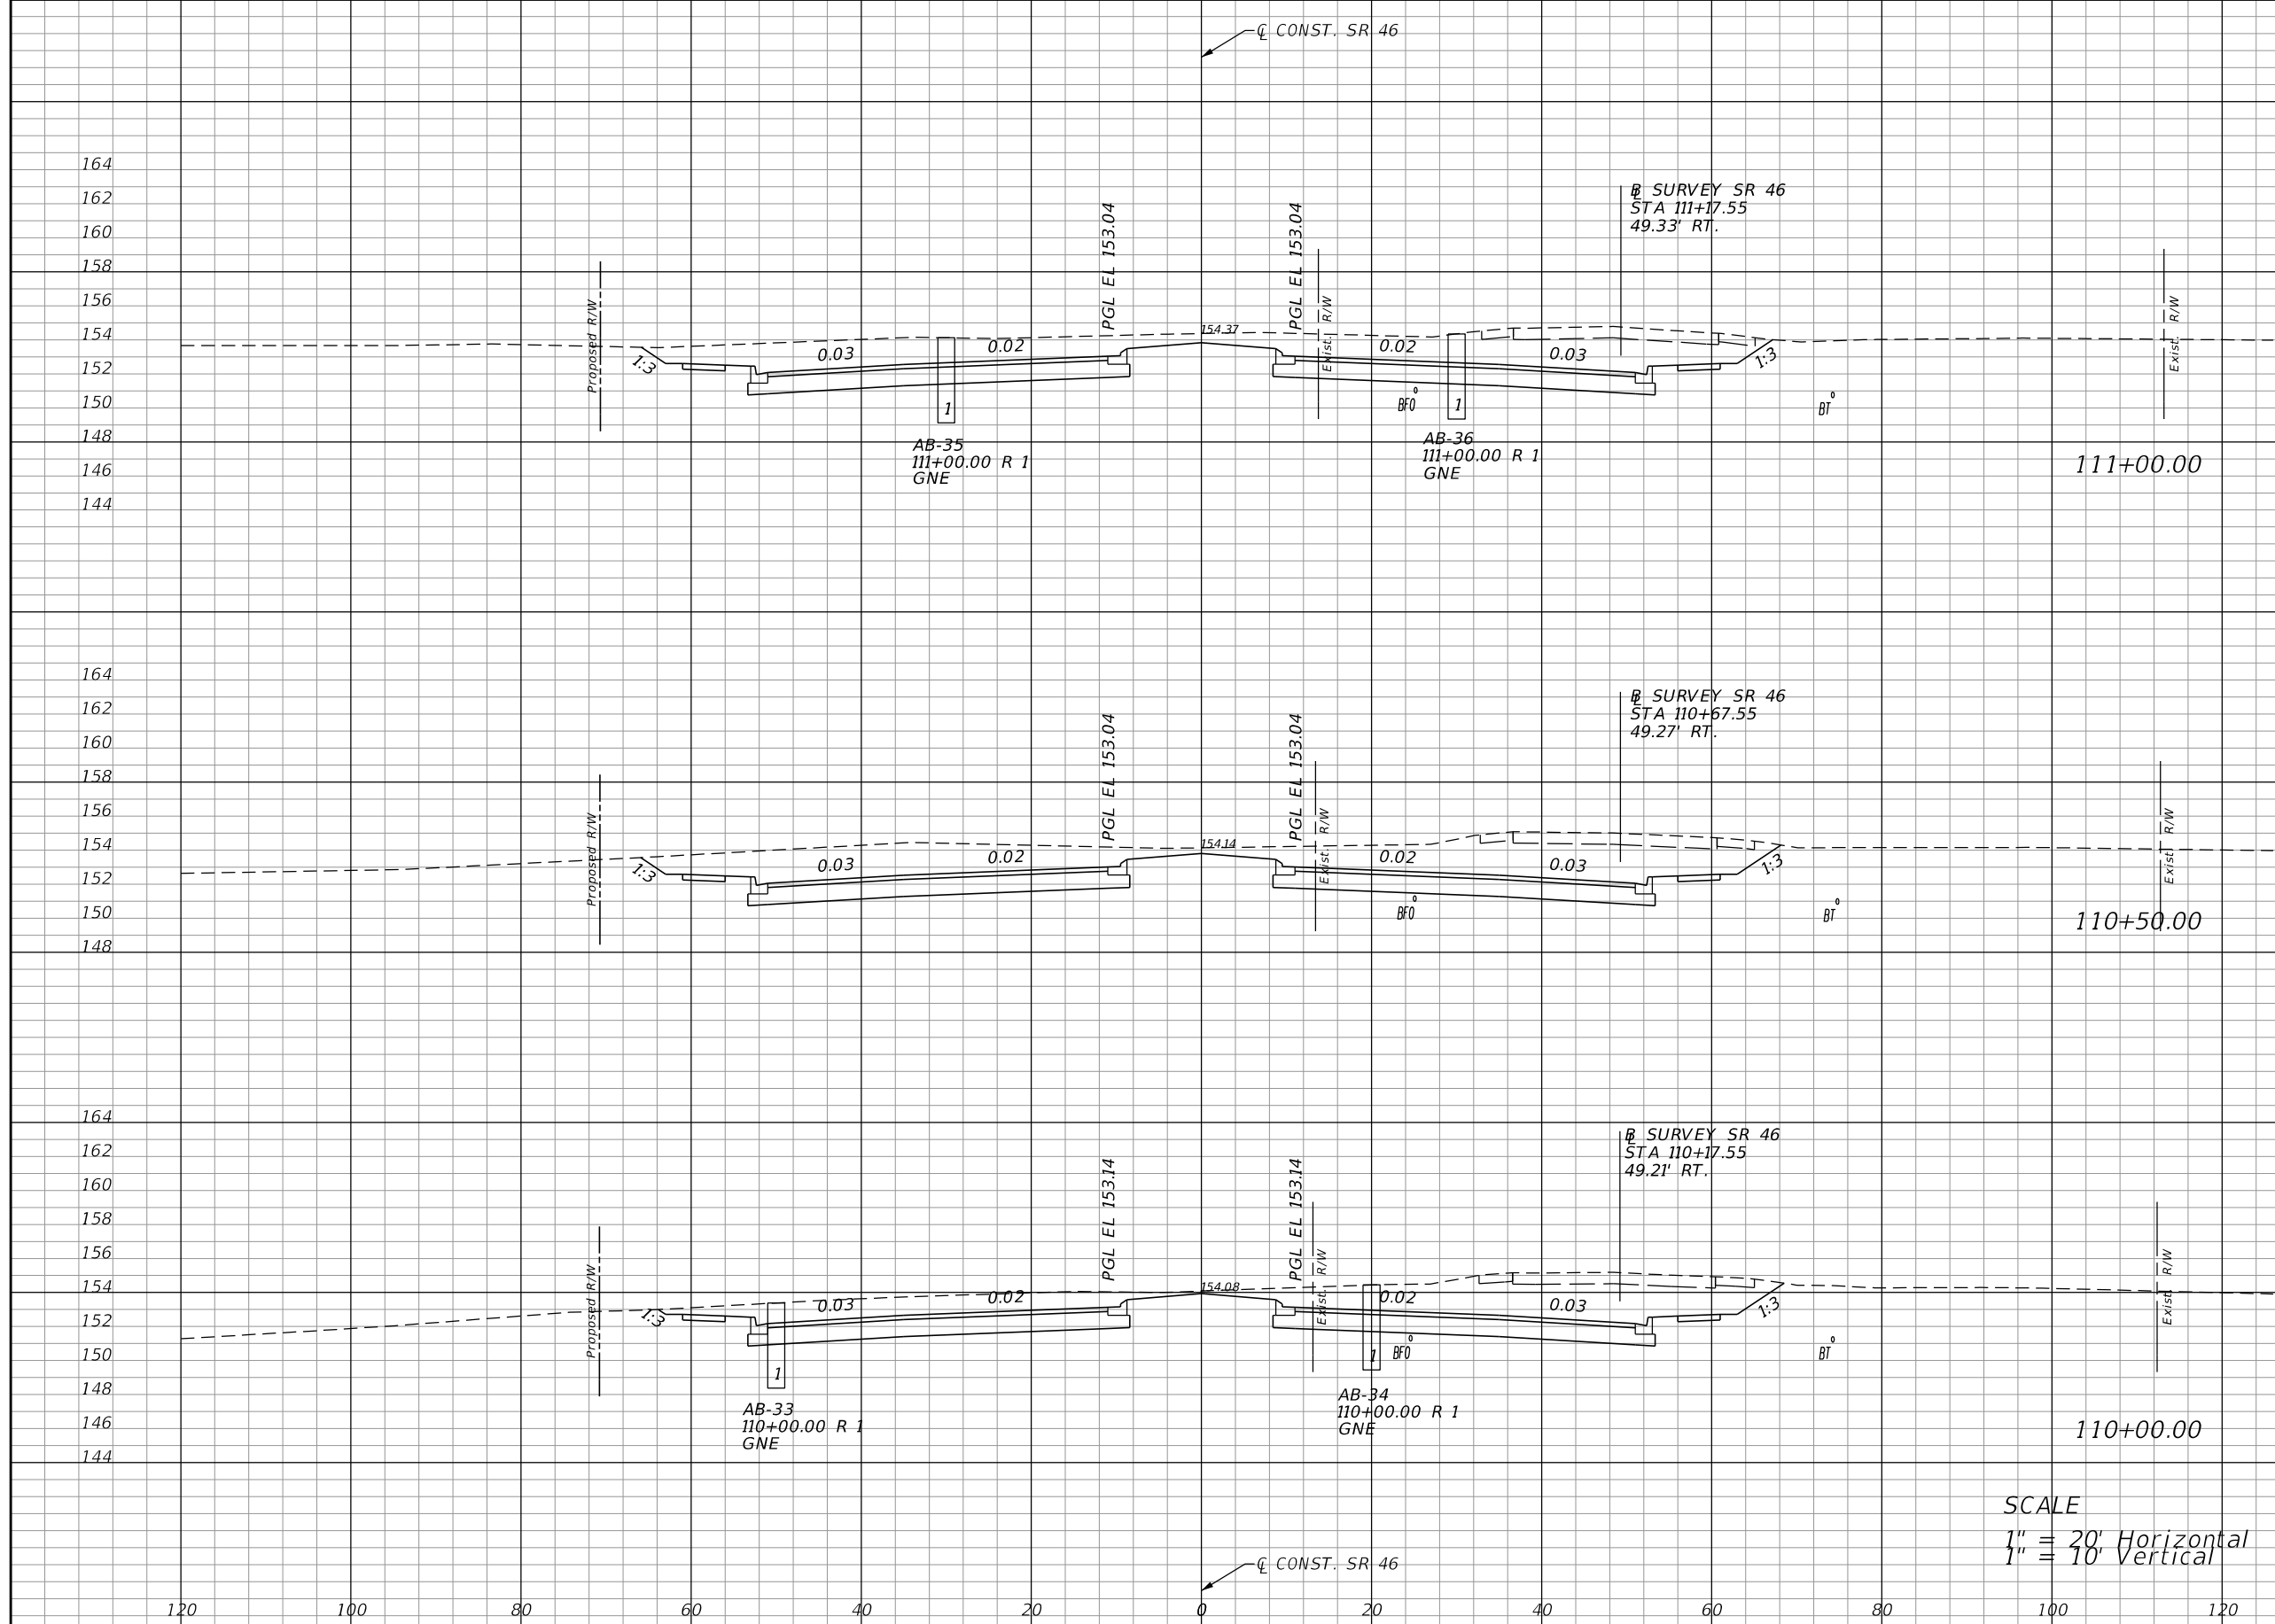 ℄ CONST. SR 46
164
162
160
158
156
154
152
150
148
146
144
Proposed R/W
1:3
0.03
0.02
PGL EL 153.04
154.37
PGL EL 153.04
Exist. R/W
0.02
0.03
1:3
Exist. R/W
B̲L SURVEY SR 46
STA 111+17.55
49.33' RT.
1
AB-35
111+00.00 R 1
GNE
BFO
1
AB-36
111+00.00 R 1
GNE
BT
111+00.00
164
162
160
158
156
154
152
150
148
Proposed R/W
1:3
0.03
0.02
PGL EL 153.04
154.14
PGL EL 153.04
Exist. R/W
0.02
0.03
1:3
Exist. R/W
BL SURVEY SR 46
STA 110+67.55
49.27' RT.
BFO
BT
110+50.00
164
162
160
158
156
154
152
150
148
146
144
Proposed R/W
1:3
0.03
0.02
PGL EL 153.14
154.08
PGL EL 153.14
Exist. R/W
0.02
0.03
1:3
Exist. R/W
BL SURVEY SR 46
STA 110+17.55
49.21' RT.
1
AB-33
110+00.00 R 1
GNE
1
BFO
AB-34
110+00.00 R 1
GNE
BT
110+00.00
SCALE
1" = 20' Horizontal
1" = 10' Vertical
℄ CONST. SR 46
120 100 80 60 40 20 0 20 40 60 80 100 120